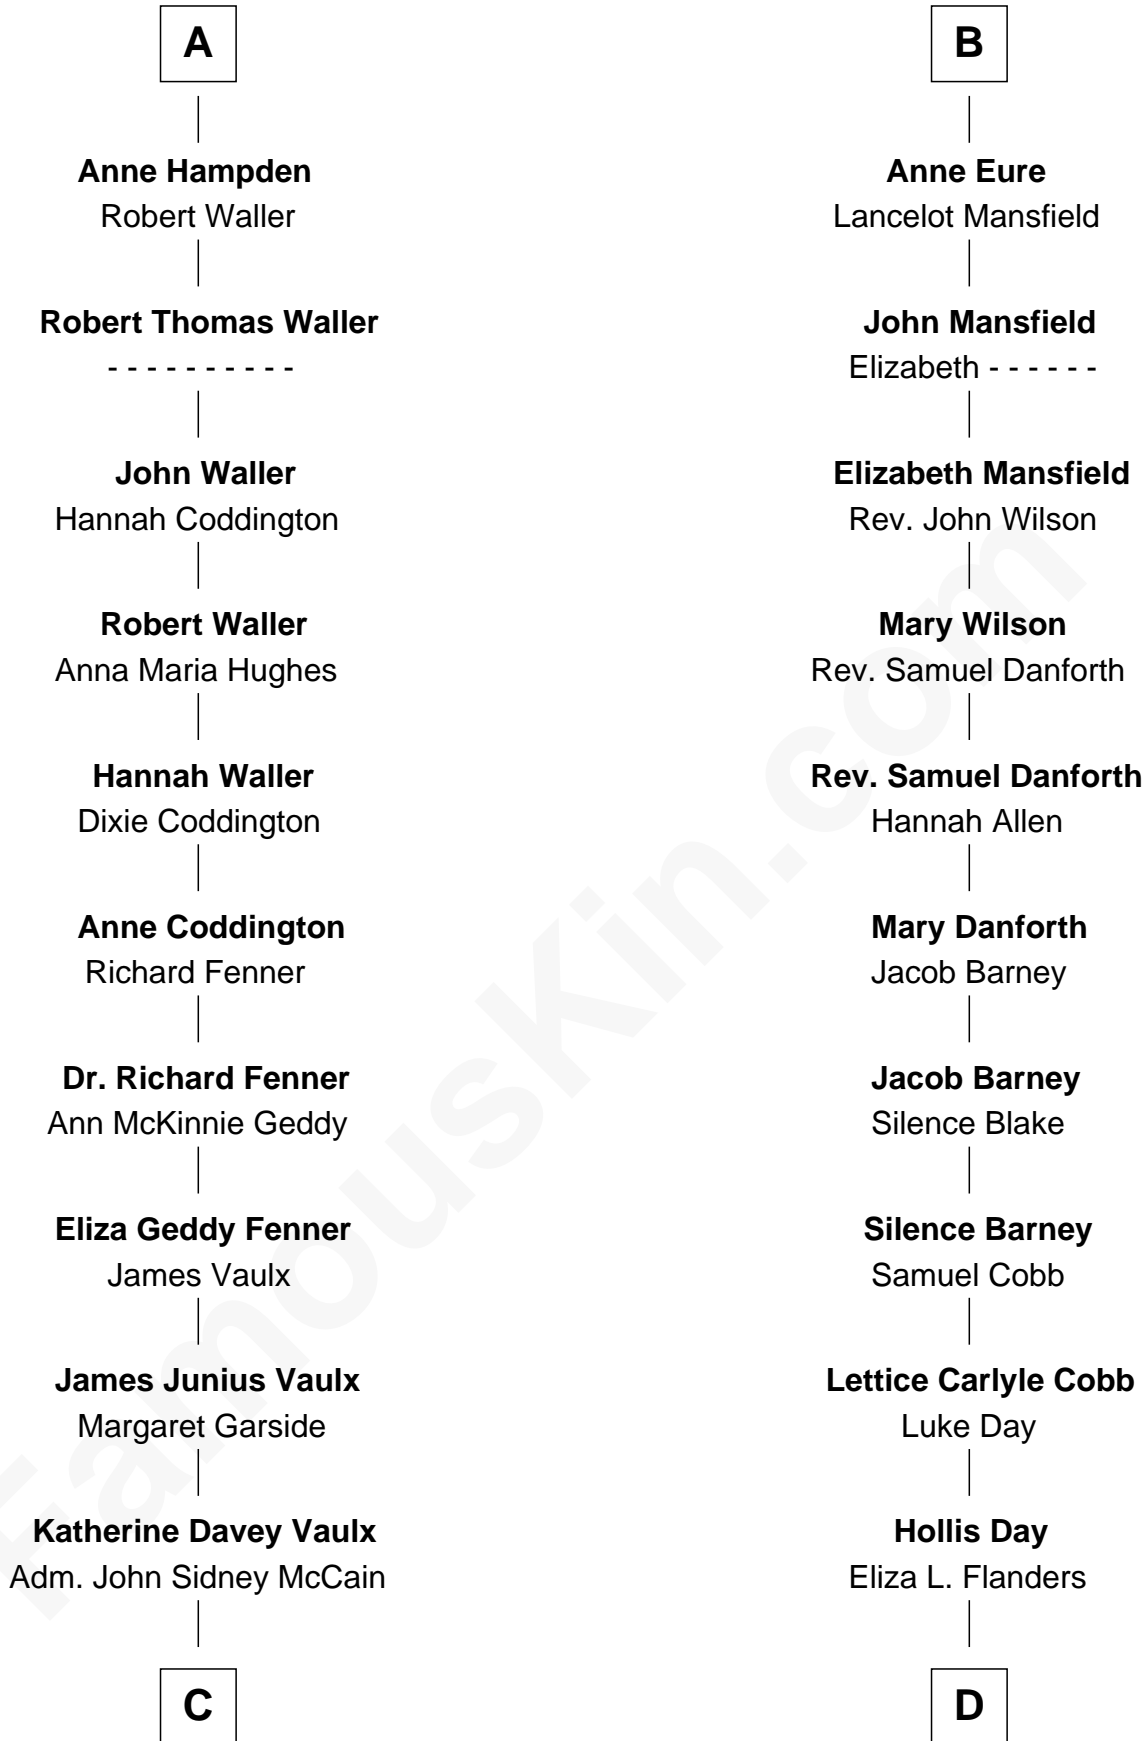 A
Anne Hampden
Robert Waller
Robert Thomas Waller
- - - - - - - - - -
John Waller
Hannah Coddington
Robert Waller
Anna Maria Hughes
Hannah Waller
Dixie Coddington
Anne Coddington
Richard Fenner
Dr. Richard Fenner
Ann McKinnie Geddy
Eliza Geddy Fenner
James Vaulx
James Junius Vaulx
Margaret Garside
Katherine Davey Vaulx
Adm. John Sidney McCain
C
B
Anne Eure
Lancelot Mansfield
John Mansfield
Elizabeth - - - - - -
Elizabeth Mansfield
Rev. John Wilson
Mary Wilson
Rev. Samuel Danforth
Rev. Samuel Danforth
Hannah Allen
Mary Danforth
Jacob Barney
Jacob Barney
Silence Blake
Silence Barney
Samuel Cobb
Lettice Carlyle Cobb
Luke Day
Hollis Day
Eliza L. Flanders
D
FamousKin.com